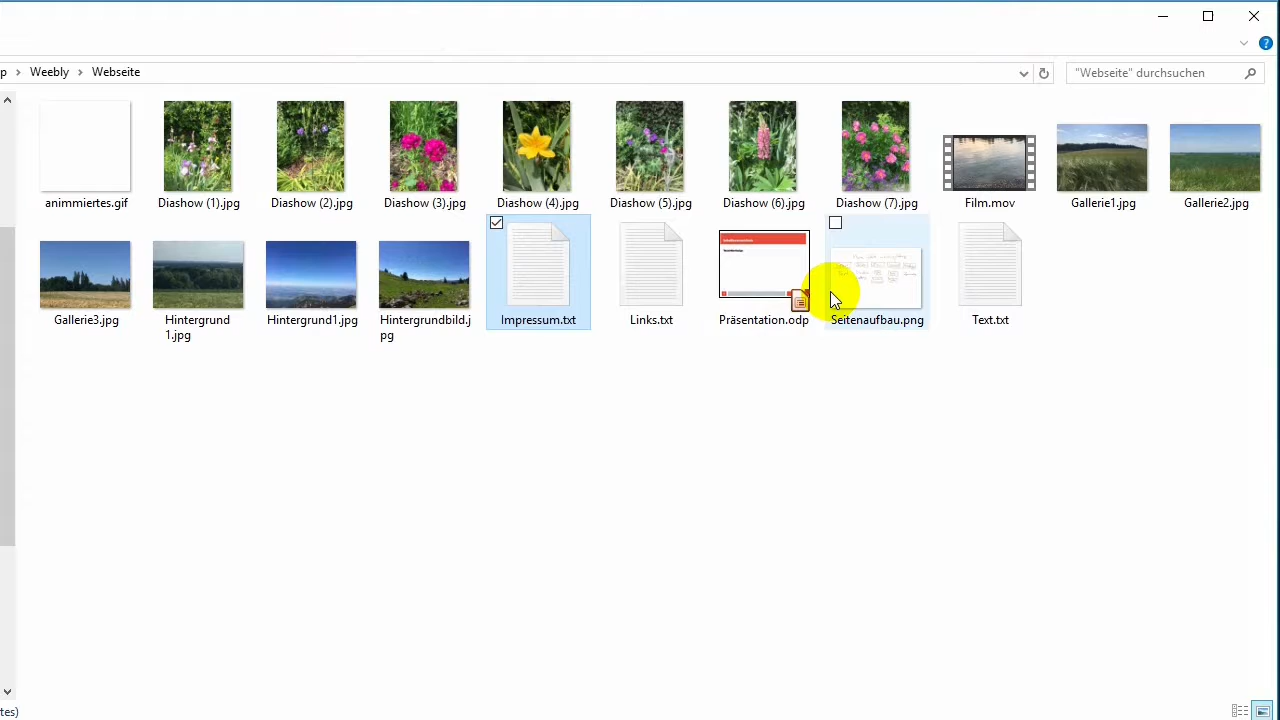 p > Weebly > Webseite
"Webseite" durchsuchen
animmiertes.gif
Diashow (1).jpg
Diashow (2).jpg
Diashow (3).jpg
Diashow (4).jpg
Diashow (5).jpg
Diashow (6).jpg
Diashow (7).jpg
Film.mov
Gallerie1.jpg
Gallerie2.jpg
Gallerie3.jpg
Hintergrund
1.jpg
Hintergrund1.jpg
Hintergrundbild.j
pg
Impressum.txt
Links.txt
Präsentation.odp
Seitenaufbau.png
Text.txt
tes)